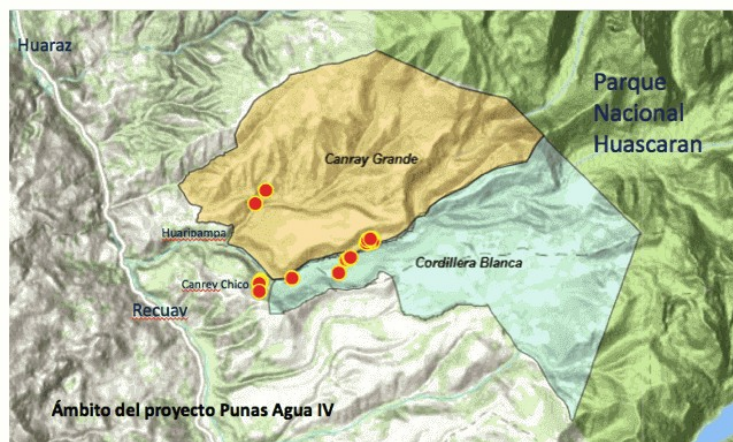 Huaraz
Parque
Nacional
Huascaran
Canray Grande
Huaripampa
Cordillera Blanca
Canrey Chico
Recuay
Ámbito del proyecto Punas Agua IV